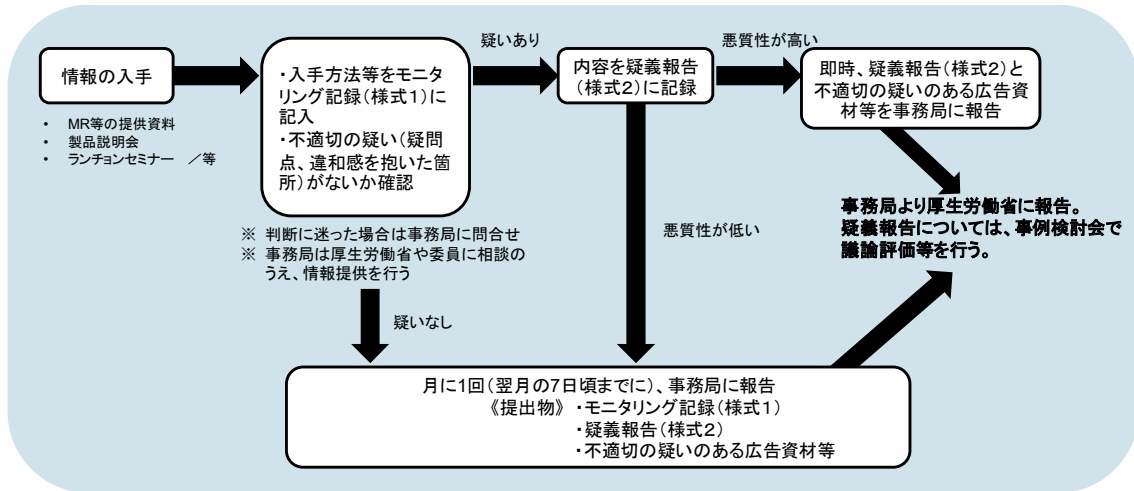 情報の入手
• MR等の提供資料
• 製品説明会
• ランチョンセミナー ／等
・入手方法等をモニ
タリング記録（様式1）に
記入
・不適切の疑い（疑問
点、違和感を抱いた箇
所）がないか確認
※ 判断に迷った場合は事務局に問合せ
※ 事務局は厚生労働省や委員に相談の
うえ、情報提供を行う
疑いあり
内容を疑義報告
（様式2）に記録
悪質性が高い
即時、疑義報告（様式2）と
不適切の疑いのある広告資
材等を事務局に報告
事務局より厚生労働省に報告。
疑義報告については、事例検討会で
議論評価等を行う。
悪質性が低い
疑いなし
月に1回（翌月の7日頃までに）、事務局に報告
《提出物》・モニタリング記録（様式1）
・疑義報告（様式2）
・不適切の疑いのある広告資材等